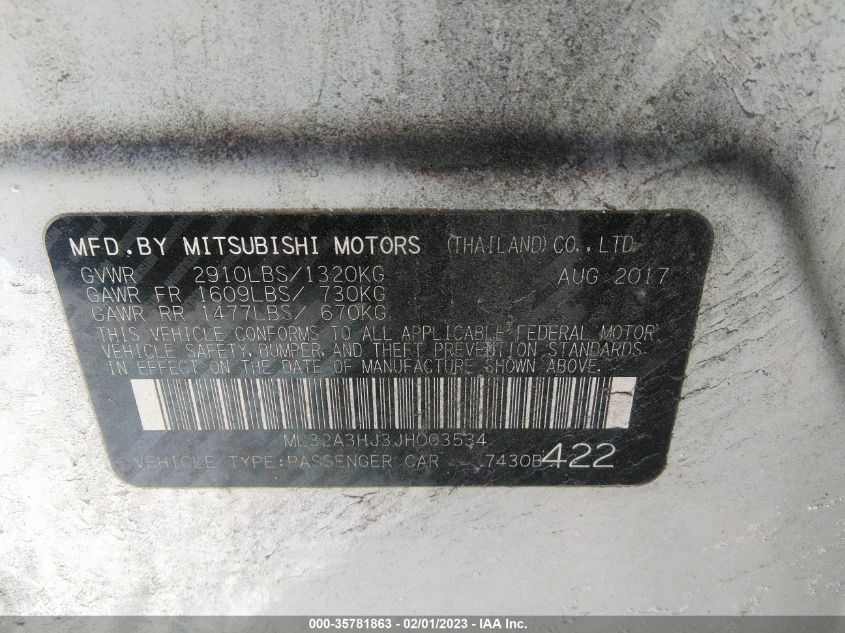 MFD.BY MITSUBISHI MOTORS (THAILAND)CO.,LTD.
GVWR 2910LBS/1320KG AUG 2017
GAWR FR 1609LBS/ 730KG
GAWR RR 1477LBS/ 670KG
THIS VEHICLE CONFORMS TO ALL APPLICABLE FEDERAL MOTOR
VEHICLE SAFETY, BUMPER, AND THEFT PREVENTION STANDARDS
IN EFFECT ON THE DATE OF MANUFACTURE SHOWN ABOVE.
ML32A3HJ3JH003534
VEHICLE TYPE:PASSENGER CAR 7430B422
000-35781863 - 02/01/2023 - IAA Inc.